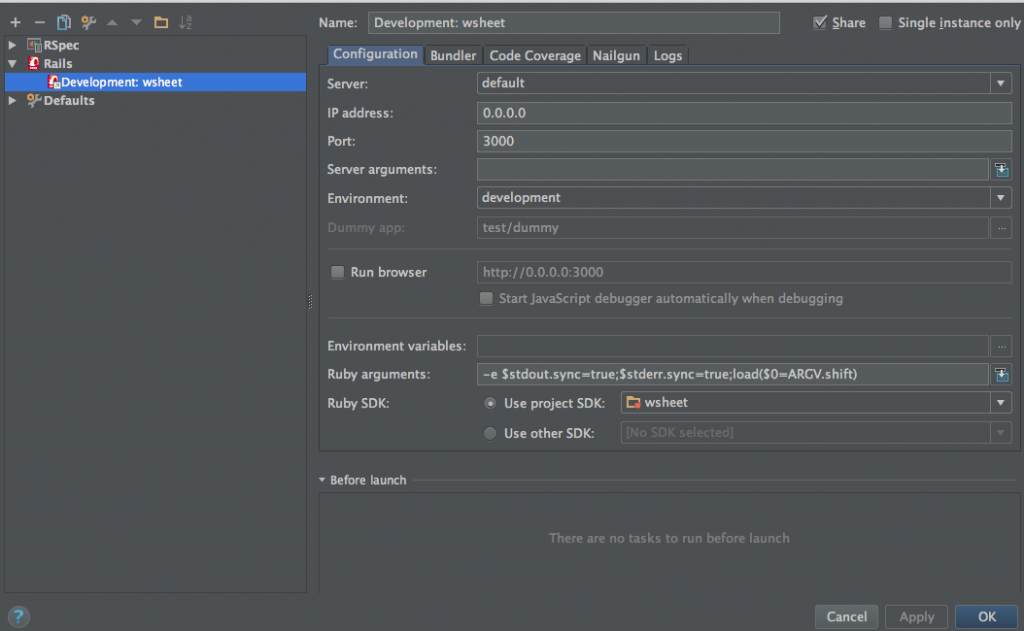 Name: Development: wsheet Share Single instance only
RSpec
Rails
Development: wsheet
Defaults
Configuration Bundler Code Coverage Nailgun Logs
Server: default
IP address: 0.0.0.0
Port: 3000
Server arguments:
Environment: development
Dummy app: test/dummy ...
Run browser http://0.0.0.0:3000
Start JavaScript debugger automatically when debugging
Environment variables: ...
Ruby arguments: -e $stdout.sync=true;$stderr.sync=true;load($0=ARGV.shift)
Ruby SDK: Use project SDK: wsheet
Use other SDK: [No SDK selected]
Before launch
There are no tasks to run before launch
? Cancel Apply OK